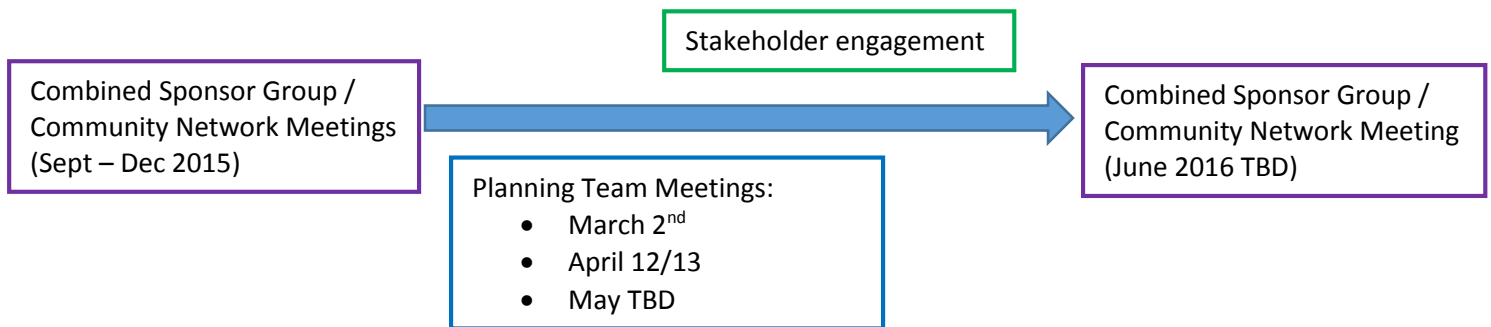 Stakeholder engagement
Combined Sponsor Group /
Community Network Meetings
(Sept – Dec 2015)
Combined Sponsor Group /
Community Network Meeting
(June 2016 TBD)
Planning Team Meetings:
• March 2nd
• April 12/13
• May TBD